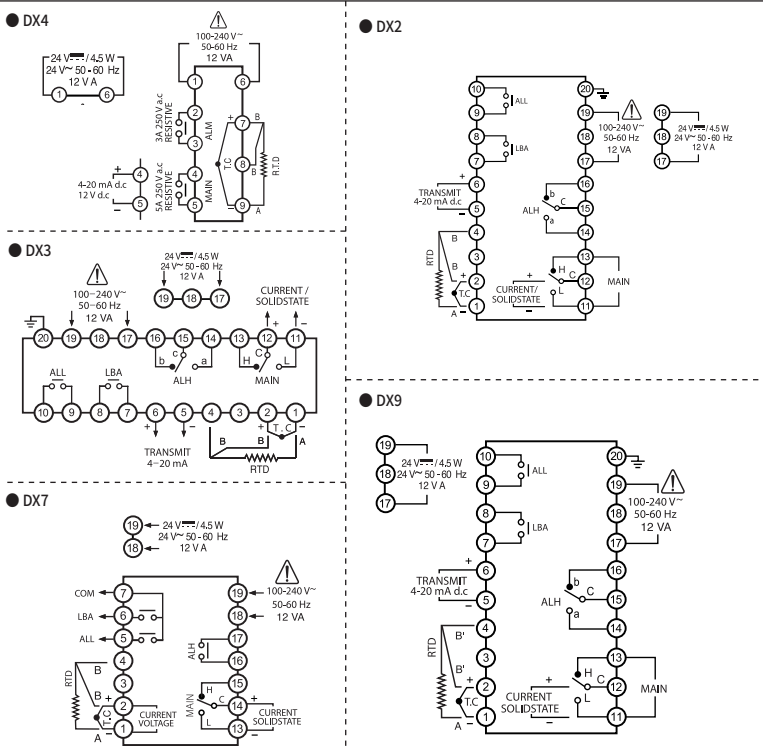 ● DX4
24 V⎓/ 4.5 W
24 V~ 50 - 60 Hz
12 V A
1
6
-
100-240 V~
50-60 Hz
12 VA
1
6
2
3
4
5
7
8
9
3A 250 V a.c
RESISTIVE
ALM
5A 250 V a.c
RESISTIVE
MAIN
+
B
T.C
B
R.T.D
A
−
+
4
4-20 mA d.c
12 V d.c
5
−
● DX3
24 V⎓/ 4.5 W
24 V~ 50 - 60 Hz
12 VA
19
18
17
100−240 V~
50−60 Hz
12 VA
CURRENT /
SOLIDSTATE
+
−
20
19
18
17
16
15
14
13
12
11
b
c
a
ALH
H
C
L
MAIN
ALL
LBA
10
9
8
7
6
5
4
3
2
1
+
−
TRANSMIT
4−20 mA
B
B
+
T.C
−
A
RTD
● DX7
19
18
24 V⎓/ 4.5W
24 V~ 50 - 60 Hz
12 V A
COM
LBA
ALL
7
6
5
4
3
2
1
RTD
B
B
+
T.C
A
−
CURRENT
VOLTAGE
19
18
17
16
15
14
13
100-240 V~
50-60 Hz
12 VA
ALH
MAIN
H
C
L
+
CURRENT
SOLIDSTATE
−
● DX2
10
9
8
7
6
5
4
3
2
1
ALL
LBA
+
TRANSMIT
4-20 mA d.c
−
RTD
B
B
+
T.C
A
−
20
19
18
17
16
15
14
13
12
11
100-240 V~
50-60 Hz
12 VA
19
18
17
24 V⎓/ 4.5W
24 V~ 50 - 60 Hz
12 V A
b
C
ALH
a
+
CURRENT/
SOLIDSTATE
−
H
C
L
MAIN
● DX9
19
18
17
24 V⎓/ 4.5 W
24 V~ 50 - 60 Hz
12 V A
10
9
8
7
6
5
4
3
2
1
ALL
LBA
+
TRANSMIT
4-20 mA d.c
−
RTD
B'
B'
+
T.C
A
−
20
19
18
17
16
15
14
13
12
11
100-240 V~
50-60 Hz
12 VA
b
C
ALH
a
+
CURRENT
SOLIDSTATE
−
H
C
L
MAIN